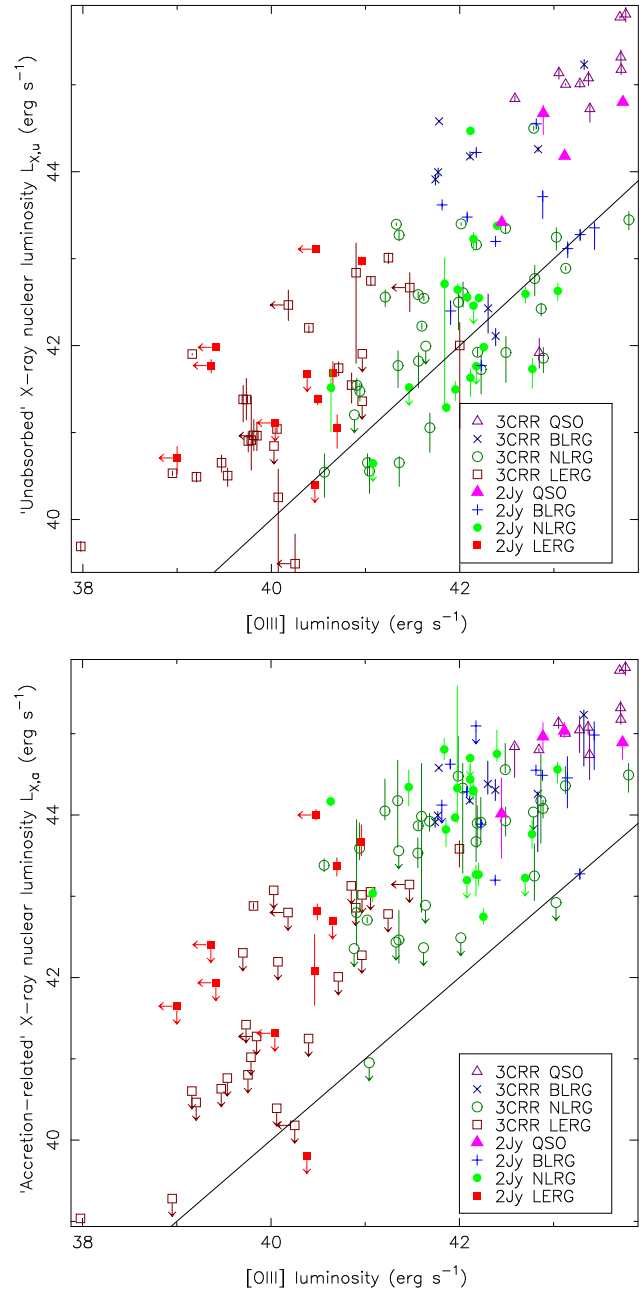 'Unabsorbed' X-ray nuclear luminosity L_{X,u} (erg s^{-1})
44
42
40
3CRR QSO
3CRR BLRG
3CRR NLRG
3CRR LERG
2Jy QSO
2Jy BLRG
2Jy NLRG
2Jy LERG
38
40
42
[OIII] luminosity (erg s^{-1})
'Accretion-related' X-ray nuclear luminosity L_{X,a} (erg s^{-1})
44
42
40
3CRR QSO
3CRR BLRG
3CRR NLRG
3CRR LERG
2Jy QSO
2Jy BLRG
2Jy NLRG
2Jy LERG
38
40
42
[OIII] luminosity (erg s^{-1})